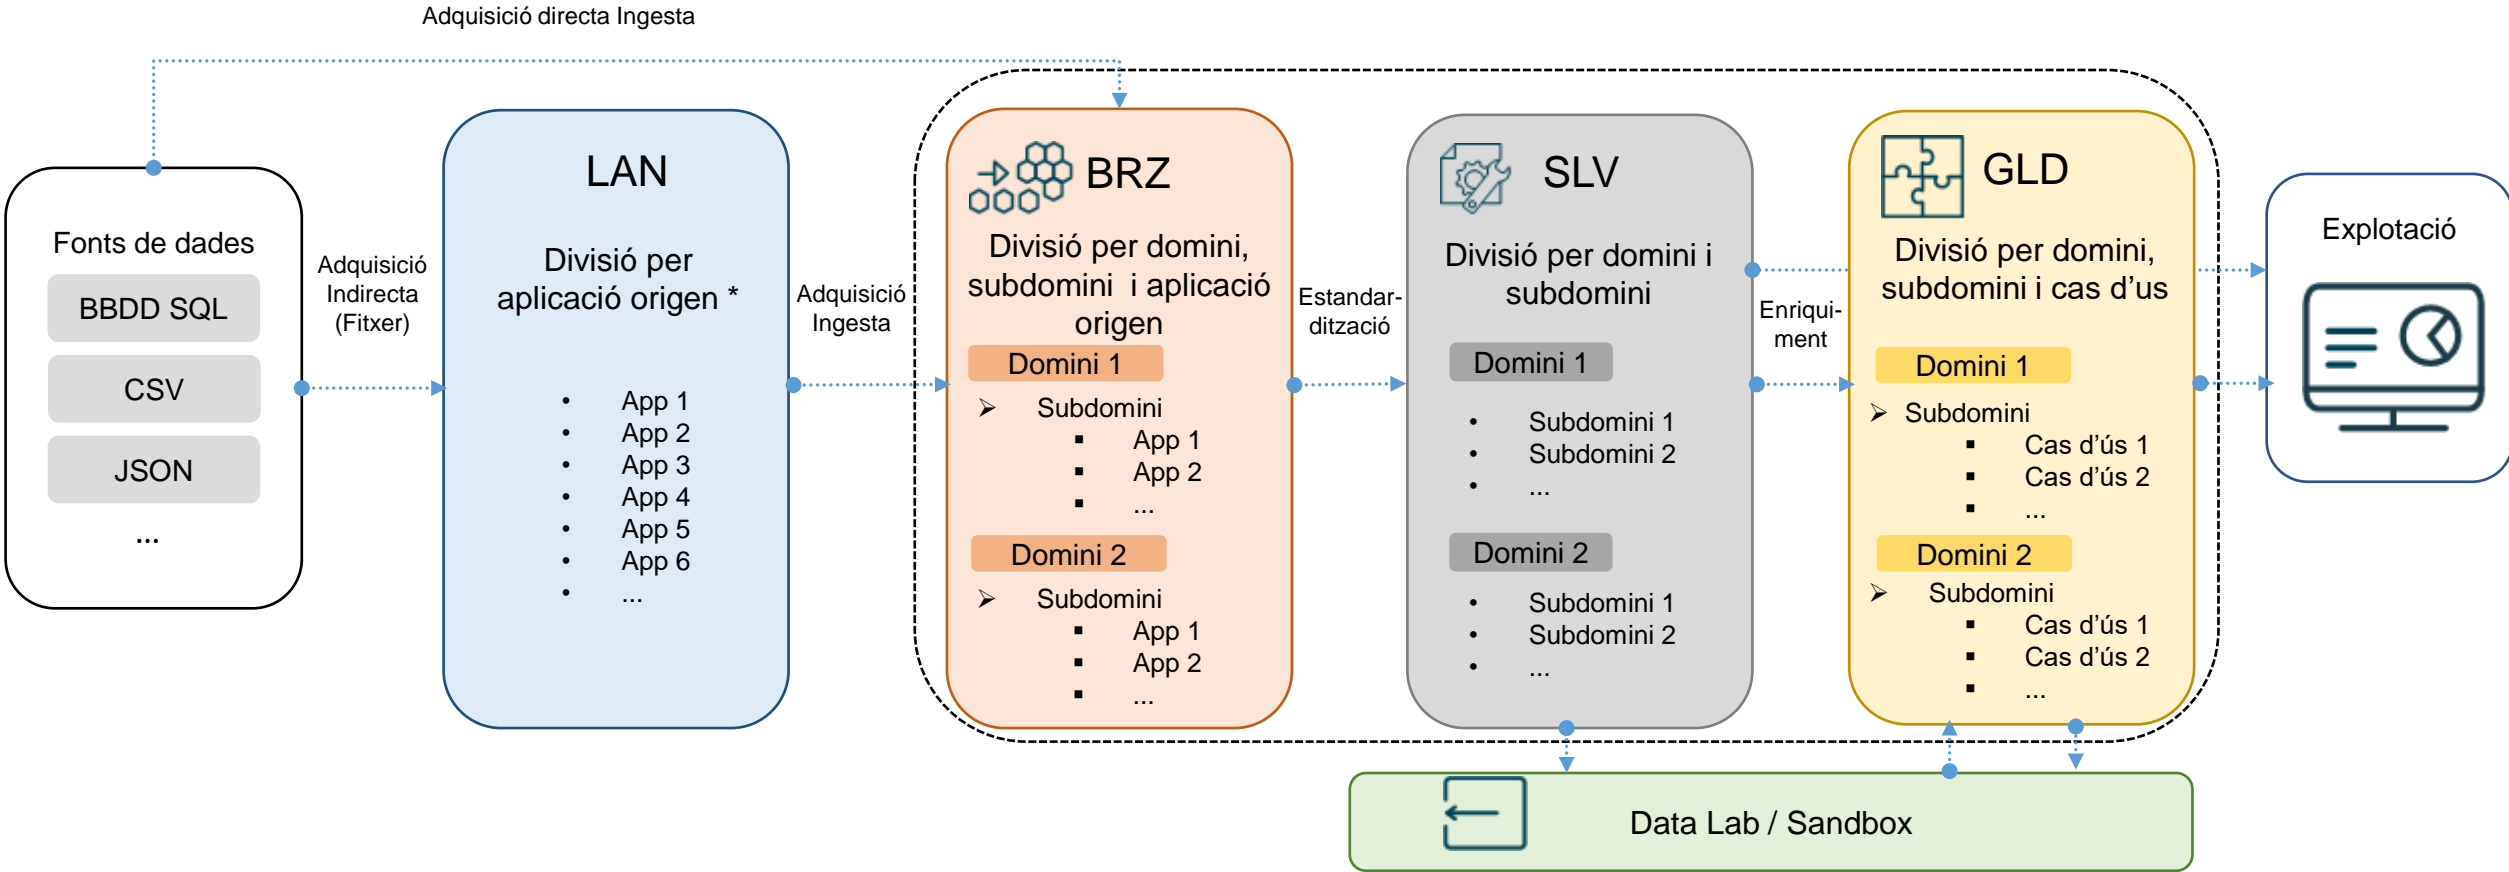 Adquisició directa Ingesta
Fonts de dades
BBDD SQL
CSV
JSON
...
Adquisició
Indirecta
(Fitxer)
LAN
Divisió per
aplicació origen *
• App 1
• App 2
• App 3
• App 4
• App 5
• App 6
• ...
Adquisició
Ingesta
BRZ
Divisió per domini,
subdomini i aplicació
origen
Domini 1
➢ Subdomini
▪ App 1
▪ App 2
▪ ...
Domini 2
➢ Subdomini
▪ App 1
▪ App 2
▪ ...
Estandar-
dització
SLV
Divisió per domini i
subdomini
Domini 1
• Subdomini 1
• Subdomini 2
• ...
Domini 2
• Subdomini 1
• Subdomini 2
• ...
Enriqui-
ment
GLD
Divisió per domini,
subdomini i cas d’us
Domini 1
➢ Subdomini
▪ Cas d’ús 1
▪ Cas d’ús 2
▪ ...
Domini 2
➢ Subdomini
▪ Cas d’ús 1
▪ Cas d’ús 2
▪ ...
Explotació
Data Lab / Sandbox